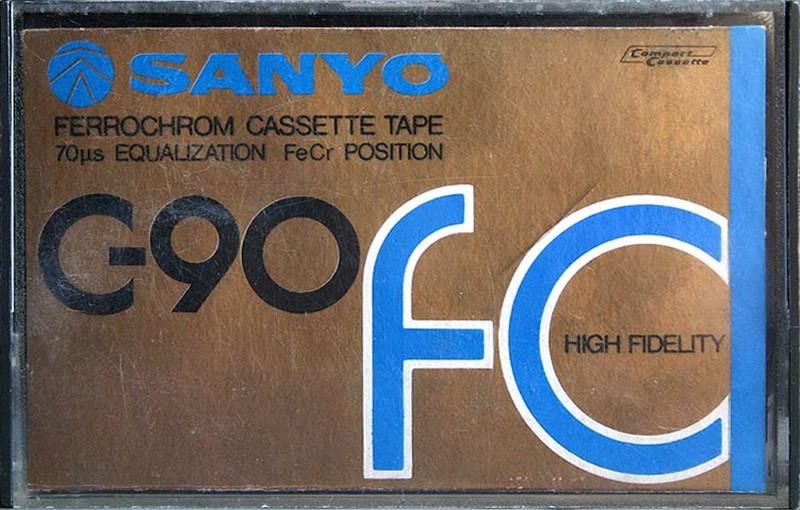 SANYO
Compact
Cassette
FERROCHROM CASSETTE TAPE
70µs EQUALIZATION FeCr POSITION
C-90
fC
HIGH FIDELITY